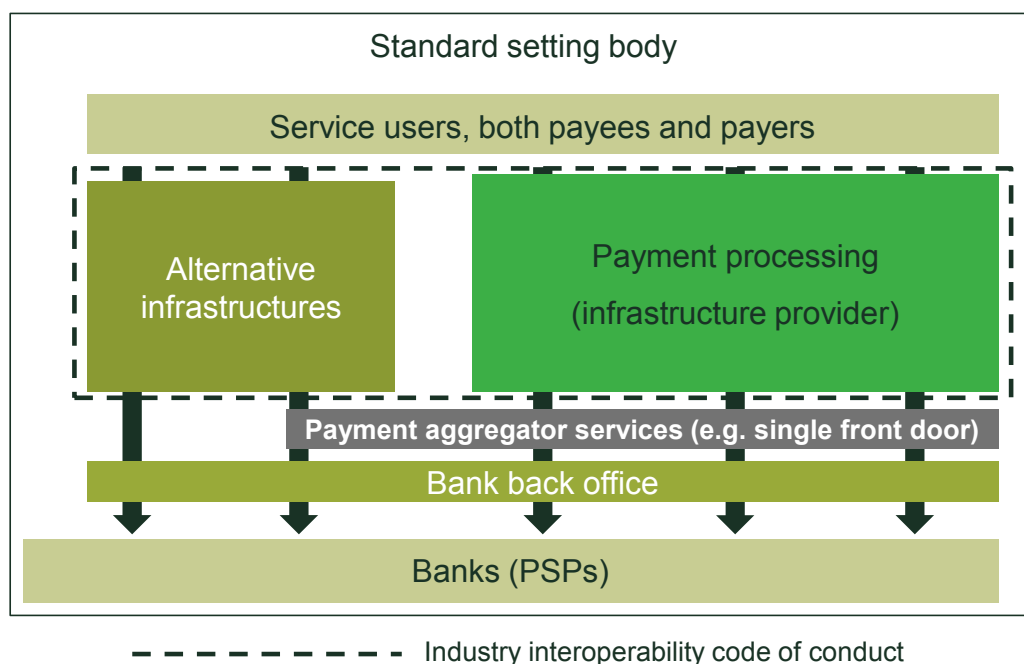 Standard setting body
Service users, both payees and payers
Alternative
infrastructures
Payment processing
(infrastructure provider)
Payment aggregator services (e.g. single front door)
Bank back office
Banks (PSPs)
Industry interoperability code of conduct